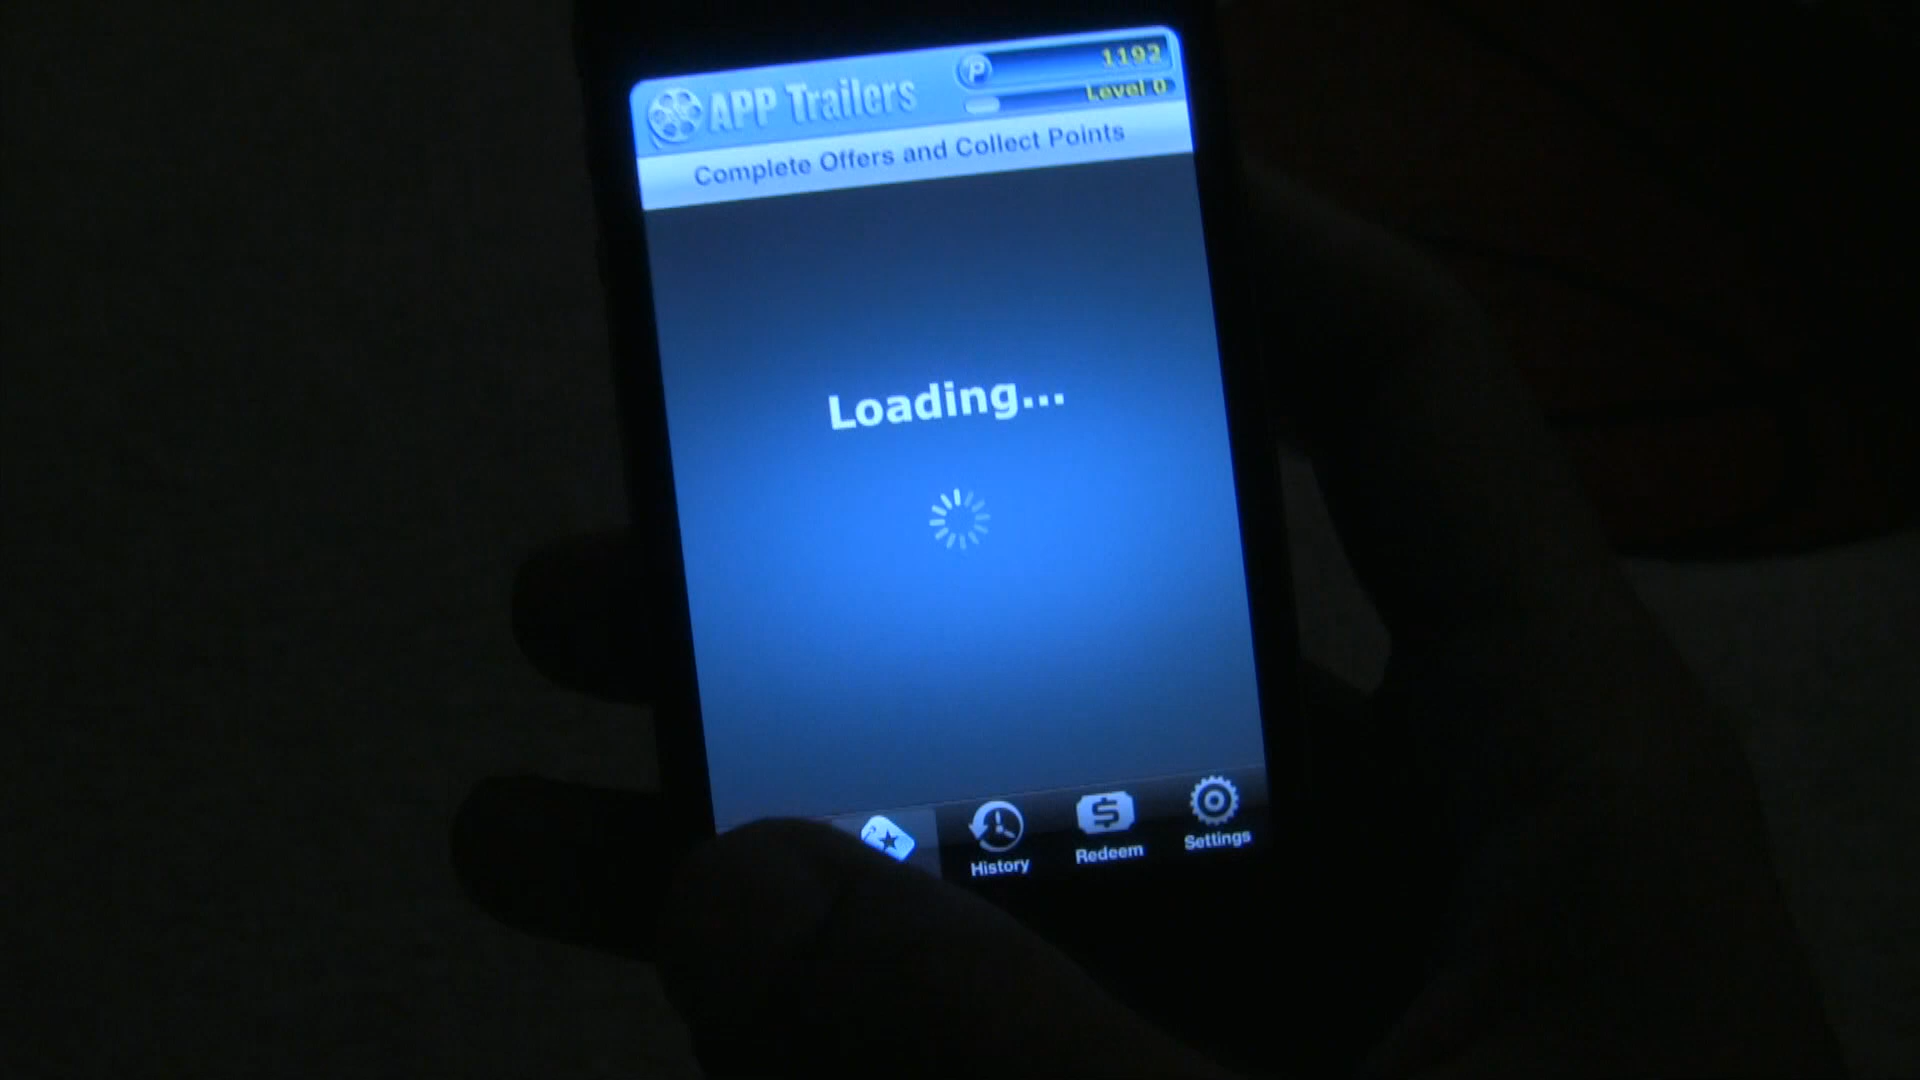 APP Trailers
P
1192
Level 0
Complete Offers and Collect Points
Loading...
History
Redeem
Settings